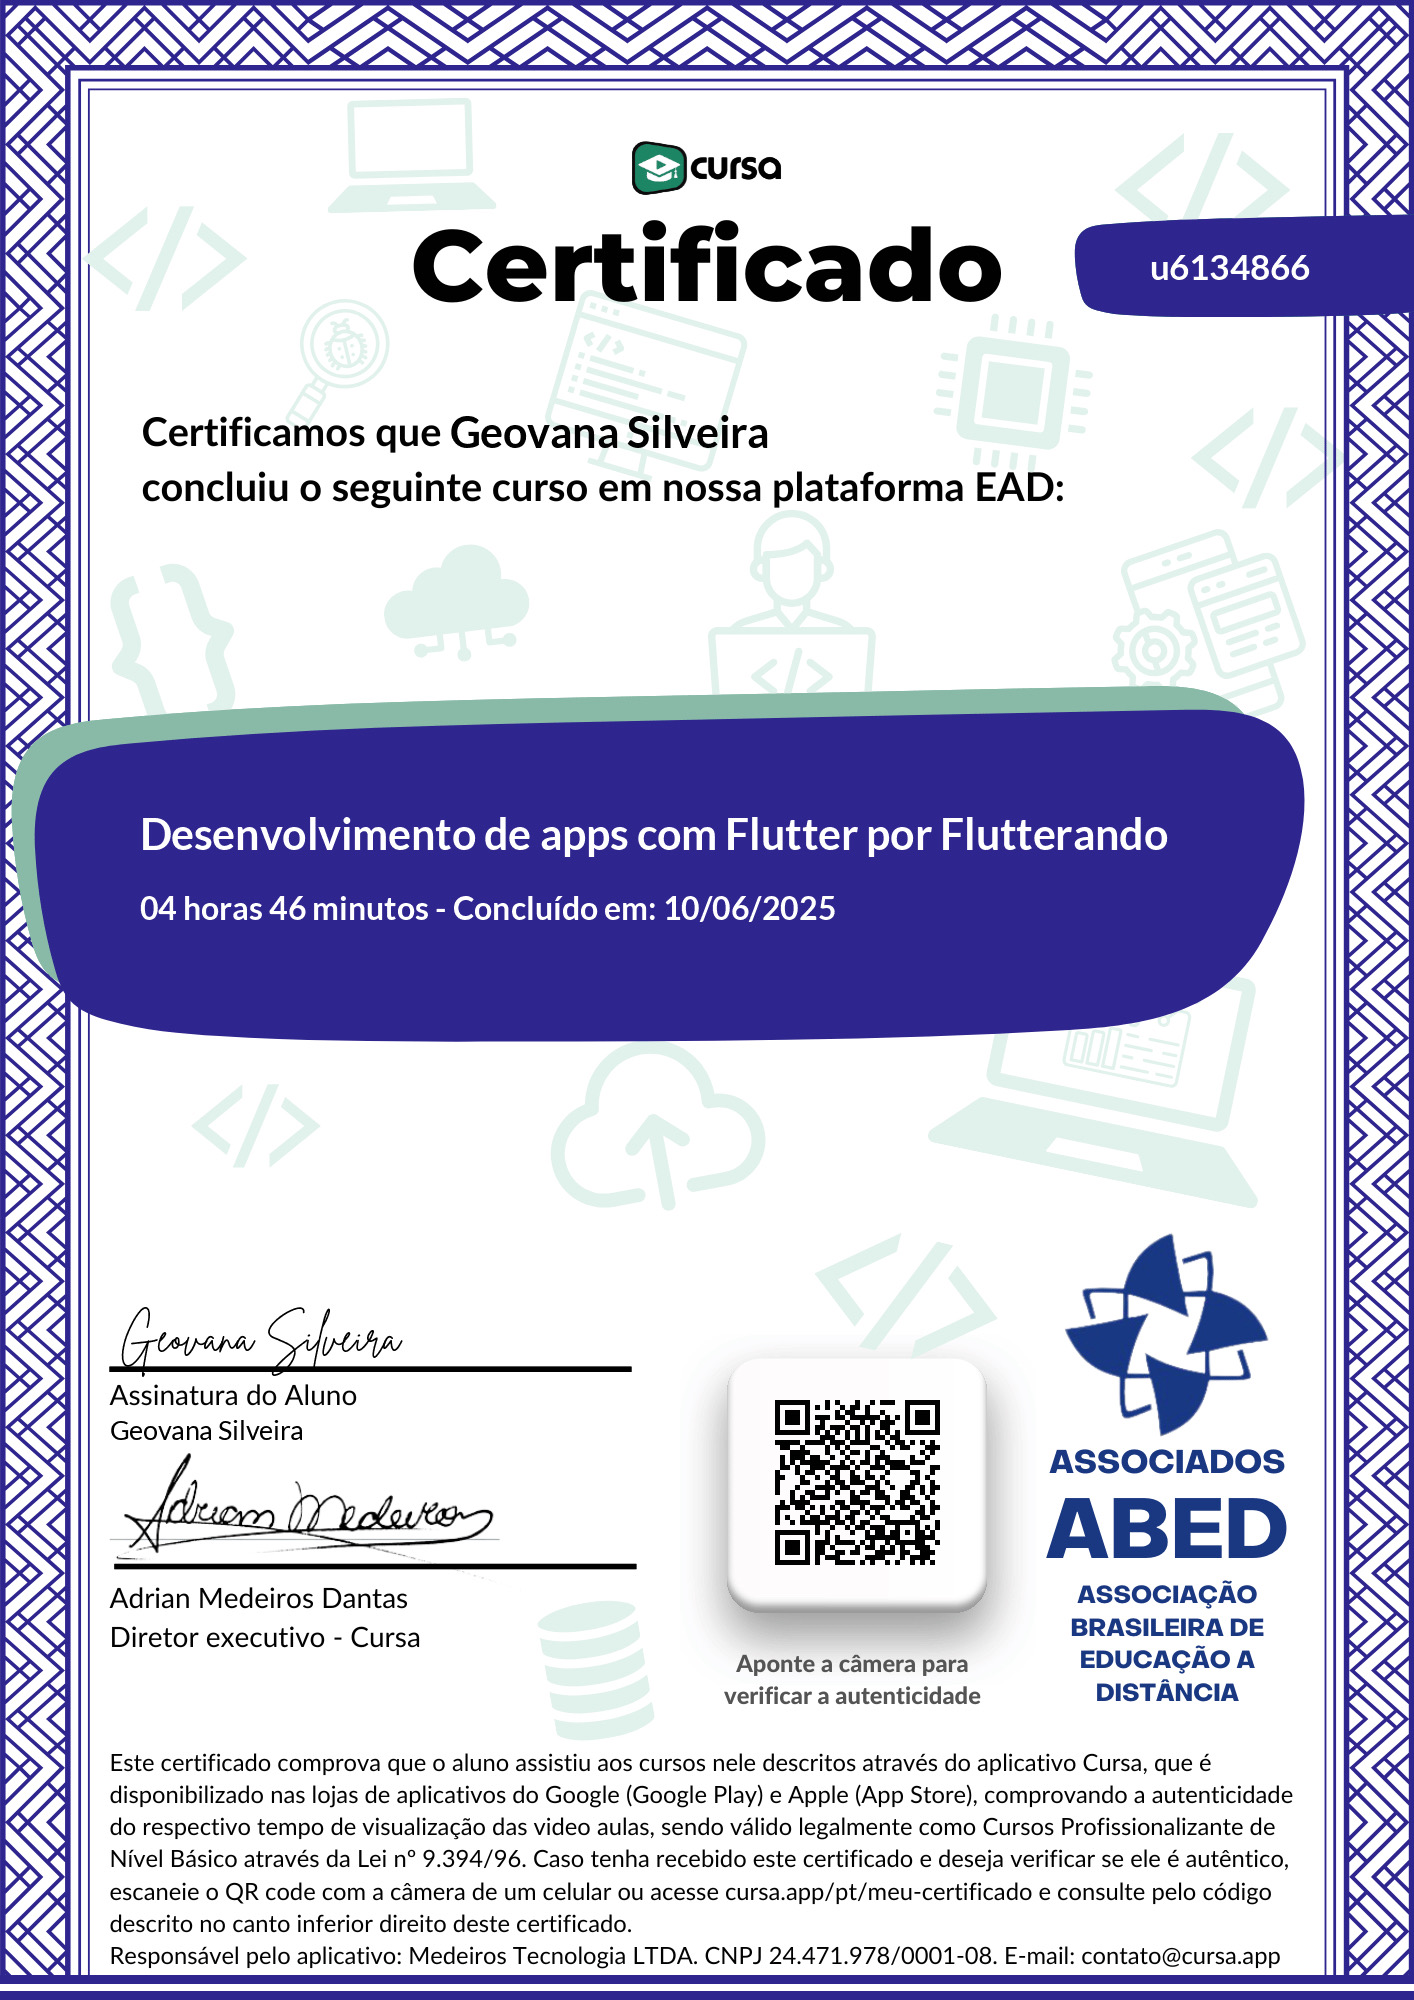 cursa
Certificado
u6134866
Certificamos que Geovana Silveira
concluiu o seguinte curso em nossa plataforma EAD:
Desenvolvimento de apps com Flutter por Flutterando
04 horas 46 minutos - Concluído em: 10/06/2025
Geovana Silveira
Assinatura do Aluno
Geovana Silveira
Adrian Medeiros
Adrian Medeiros Dantas
Diretor executivo - Cursa
Aponte a câmera para
verificar a autenticidade
ASSOCIADOS
ABED
ASSOCIAÇÃO
BRASILEIRA DE
EDUCAÇÃO A
DISTÂNCIA
Este certificado comprova que o aluno assistiu aos cursos nele descritos através do aplicativo Cursa, que é
disponibilizado nas lojas de aplicativos do Google (Google Play) e Apple (App Store), comprovando a autenticidade
do respectivo tempo de visualização das video aulas, sendo válido legalmente como Cursos Profissionalizante de
Nível Básico através da Lei nº 9.394/96. Caso tenha recebido este certificado e deseja verificar se ele é autêntico,
escaneie o QR code com a câmera de um celular ou acesse cursa.app/pt/meu-certificado e consulte pelo código
descrito no canto inferior direito deste certificado.
Responsável pelo aplicativo: Medeiros Tecnologia LTDA. CNPJ 24.471.978/0001-08. E-mail: contato@cursa.app